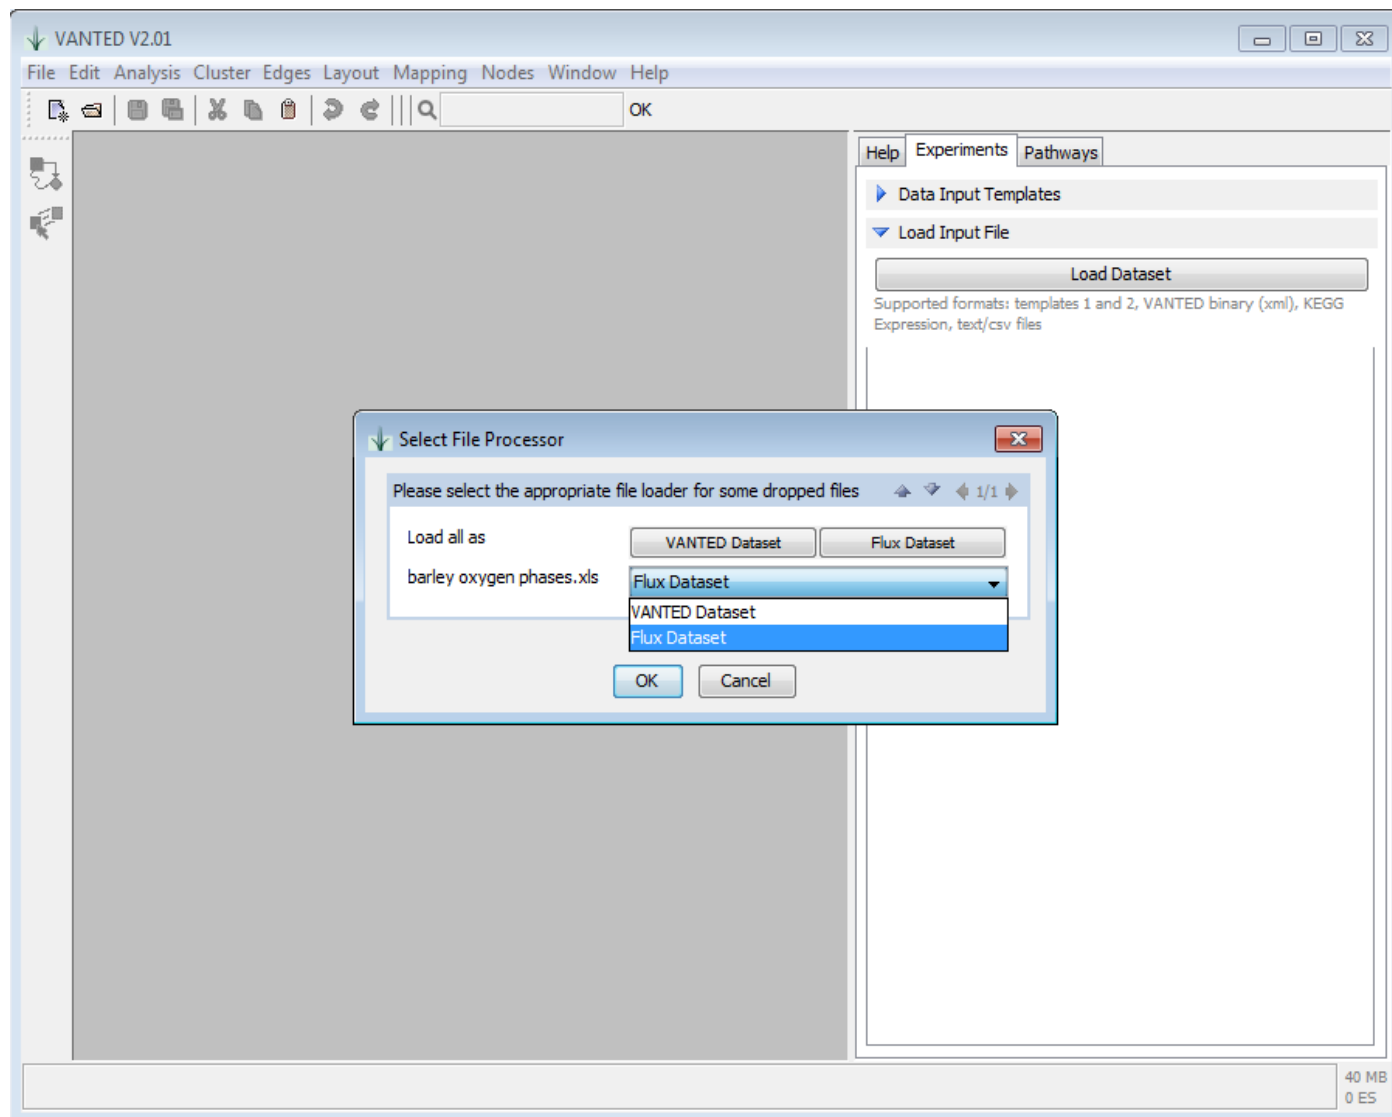 VANTED V2.01
File Edit Analysis Cluster Edges Layout Mapping Nodes Window Help
OK
Help Experiments Pathways
Data Input Templates
Load Input File
Load Dataset
Supported formats: templates 1 and 2, VANTED binary (xml), KEGG
Expression, text/csv files
Select File Processor
Please select the appropriate file loader for some dropped files 1/1
Load all as VANTED Dataset Flux Dataset
barley oxygen phases.xls Flux Dataset
VANTED Dataset
Flux Dataset
OK Cancel
40 MB
0 ES